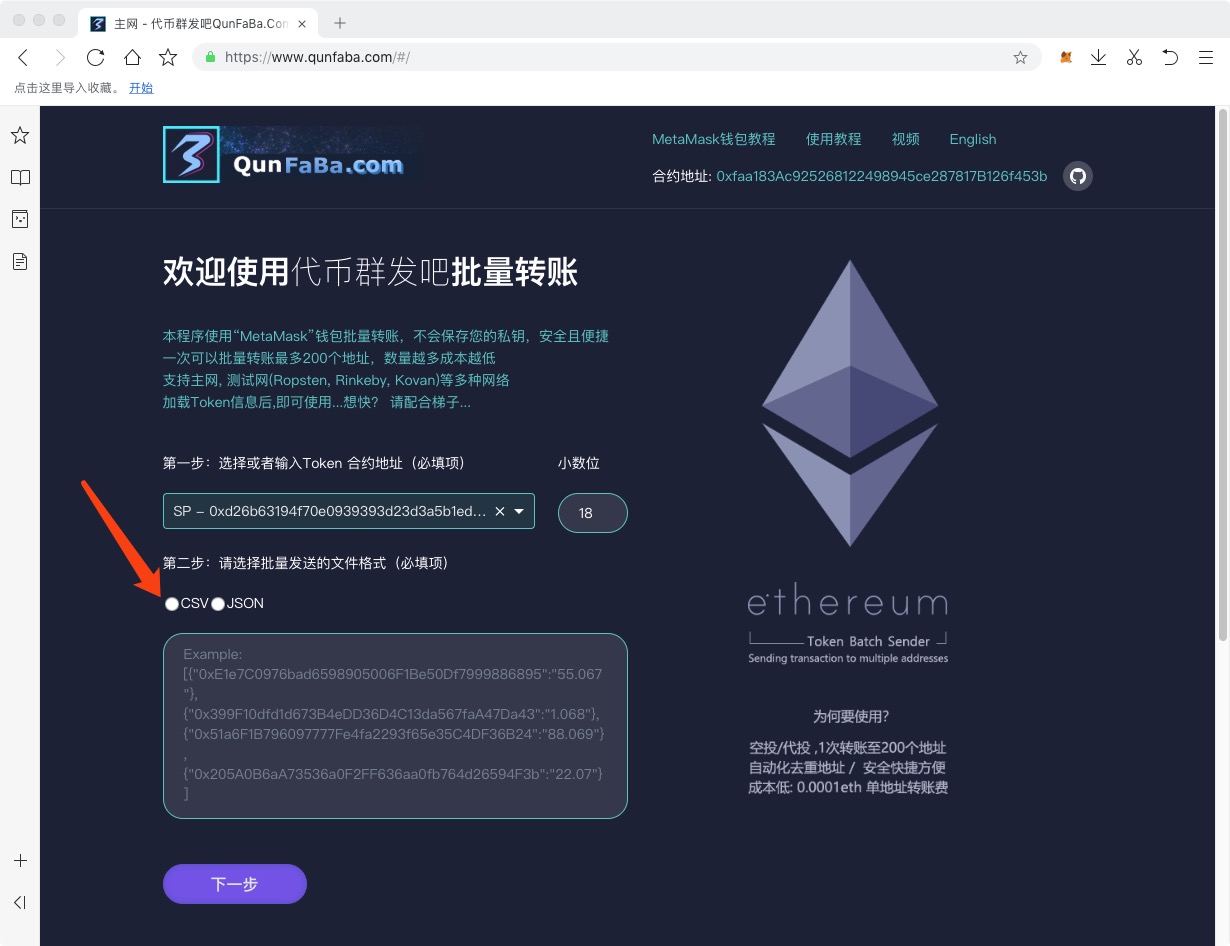 主网 - 代币群发吧QunFaBa.Con
https://www.qunfaba.com/#/
点击这里导入收藏。 开始
QunFaBa.com
MetaMask钱包教程 使用教程 视频 English
合约地址: 0xfaa183Ac925268122498945ce287817B126f453b
欢迎使用代币群发吧批量转账
本程序使用“MetaMask”钱包批量转账，不会保存您的私钥，安全且便捷
一次可以批量转账最多200个地址，数量越多成本越低
支持主网, 测试网(Ropsten, Rinkeby, Kovan)等多种网络
加载Token信息后,即可使用...想快？ 请配合梯子...
第一步：选择或者输入Token 合约地址（必填项） 小数位
SP – 0xd26b63194f70e0939393d23d3a5b1ed... 18
第二步：请选择批量发送的文件格式（必填项）
CSV JSON
Example:
[{"0xE1e7C0976bad6598905006F1Be50Df7999886895":"55.067
"},
{"0x399F10dfd1d673B4eDD36D4C13da567faA47Da43":"1.068"},
{"0x51a6F1B796097777Fe4fa2293f65e35C4DF36B24":"88.069"}
,
{"0x205A0B6aA73536a0F2FF636aa0fb764d26594F3b":"22.07"}
]
下一步
ethereum
Token Batch Sender
Sending transaction to multiple addresses
为何要使用？
空投/代投 ,1次转账至200个地址
自动化去重地址 / 安全快捷方便
成本低: 0.0001eth 单地址转账费